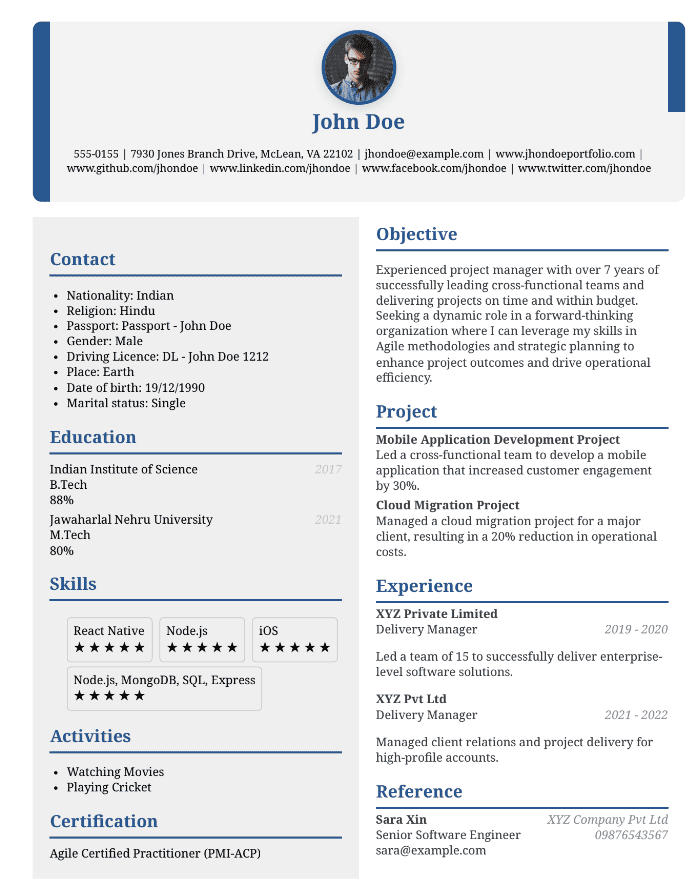 John Doe
555-0155 | 7930 Jones Branch Drive, McLean, VA 22102 | jhondoe@example.com | www.jhondoeportfolio.com |
www.github.com/jhondoe | www.linkedin.com/jhondoe | www.facebook.com/jhondoe | www.twitter.com/jhondoe
Contact
• Nationality: Indian
• Religion: Hindu
• Passport: Passport - John Doe
• Gender: Male
• Driving Licence: DL - John Doe 1212
• Place: Earth
• Date of birth: 19/12/1990
• Marital status: Single
Education
Indian Institute of Science 2017
B.Tech
88%
Jawaharlal Nehru University 2021
M.Tech
80%
Skills
React Native Node.js iOS
★★★★★ ★★★★★ ★★★★★
Node.js, MongoDB, SQL, Express
★★★★★
Activities
• Watching Movies
• Playing Cricket
Certification
Agile Certified Practitioner (PMI-ACP)
Objective
Experienced project manager with over 7 years of
successfully leading cross-functional teams and
delivering projects on time and within budget.
Seeking a dynamic role in a forward-thinking
organization where I can leverage my skills in
Agile methodologies and strategic planning to
enhance project outcomes and drive operational
efficiency.
Project
Mobile Application Development Project
Led a cross-functional team to develop a mobile
application that increased customer engagement
by 30%.
Cloud Migration Project
Managed a cloud migration project for a major
client, resulting in a 20% reduction in operational
costs.
Experience
XYZ Private Limited
Delivery Manager 2019 - 2020
Led a team of 15 to successfully deliver enterprise-
level software solutions.
XYZ Pvt Ltd
Delivery Manager 2021 - 2022
Managed client relations and project delivery for
high-profile accounts.
Reference
Sara Xin XYZ Company Pvt Ltd
Senior Software Engineer 09876543567
sara@example.com